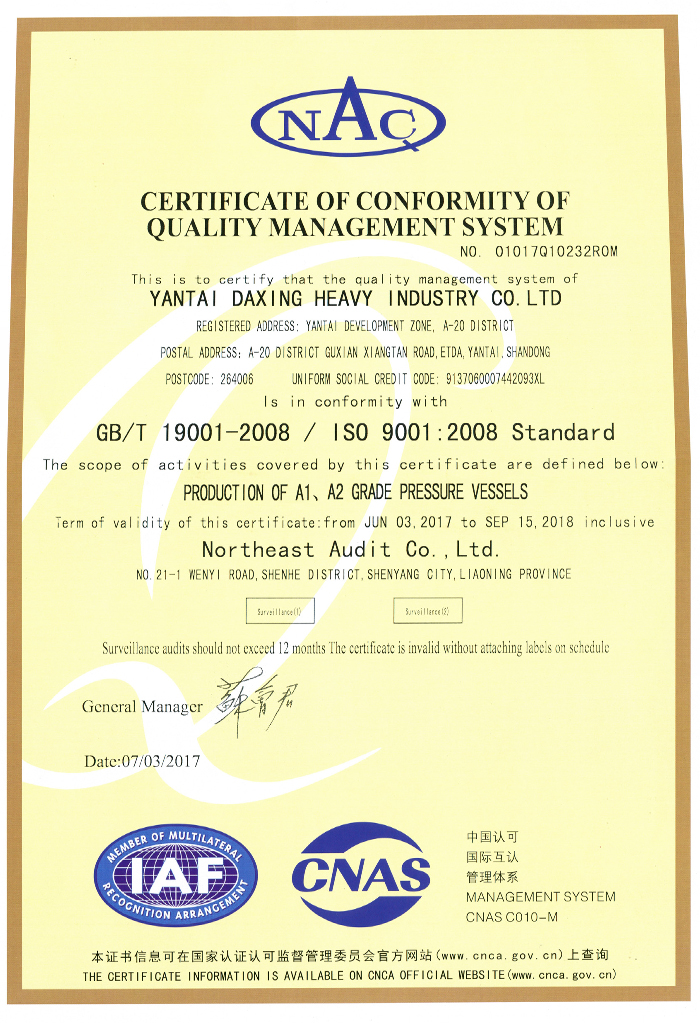 NAC
CERTIFICATE OF CONFORMITY OF
QUALITY MANAGEMENT SYSTEM
NO. 01017Q10232ROM
This is to certify that the quality management system of
YANTAI DAXING HEAVY INDUSTRY CO.LTD
REGISTERED ADDRESS: YANTAI DEVELOPMENT ZONE, A-20 DISTRICT
POSTAL ADDRESS: A-20 DISTRICT GUXIAN XIANGTAN ROAD,ETDA,YANTAI,SHANDONG
POSTCODE: 264006 UNIFORM SOCIAL CREDIT CODE: 9137060007442093XL
Is in conformity with
GB/T 19001-2008 / ISO 9001:2008 Standard
The scope of activities covered by this certificate are defined below:
PRODUCTION OF A1、A2 GRADE PRESSURE VESSELS
Term of validity of this certificate:from JUN 03,2017 to SEP 15,2018 inclusive
Northeast Audit Co.,Ltd.
NO.21-1 WENYI ROAD,SHENHE DISTRICT,SHENYANG CITY,LIAONING PROVINCE
Surveillance(1) Surveillance(2)
Surveillance audits should not exceed 12 months The certificate is invalid without attaching labels on schedule
General Manager
Date:07/03/2017
MEMBER OF MULTILATERAL
IAF
RECOGNITION ARRANGEMENT
CNAS
中国认可
国际互认
管理体系
MANAGEMENT SYSTEM
CNAS C010-M
本证书信息可在国家认证认可监督管理委员会官方网站(www.cnca.gov.cn)上查询
THE CERTIFICATE INFORMATION IS AVAILABLE ON CNCA OFFICIAL WEBSITE(www.cnca.gov.cn)